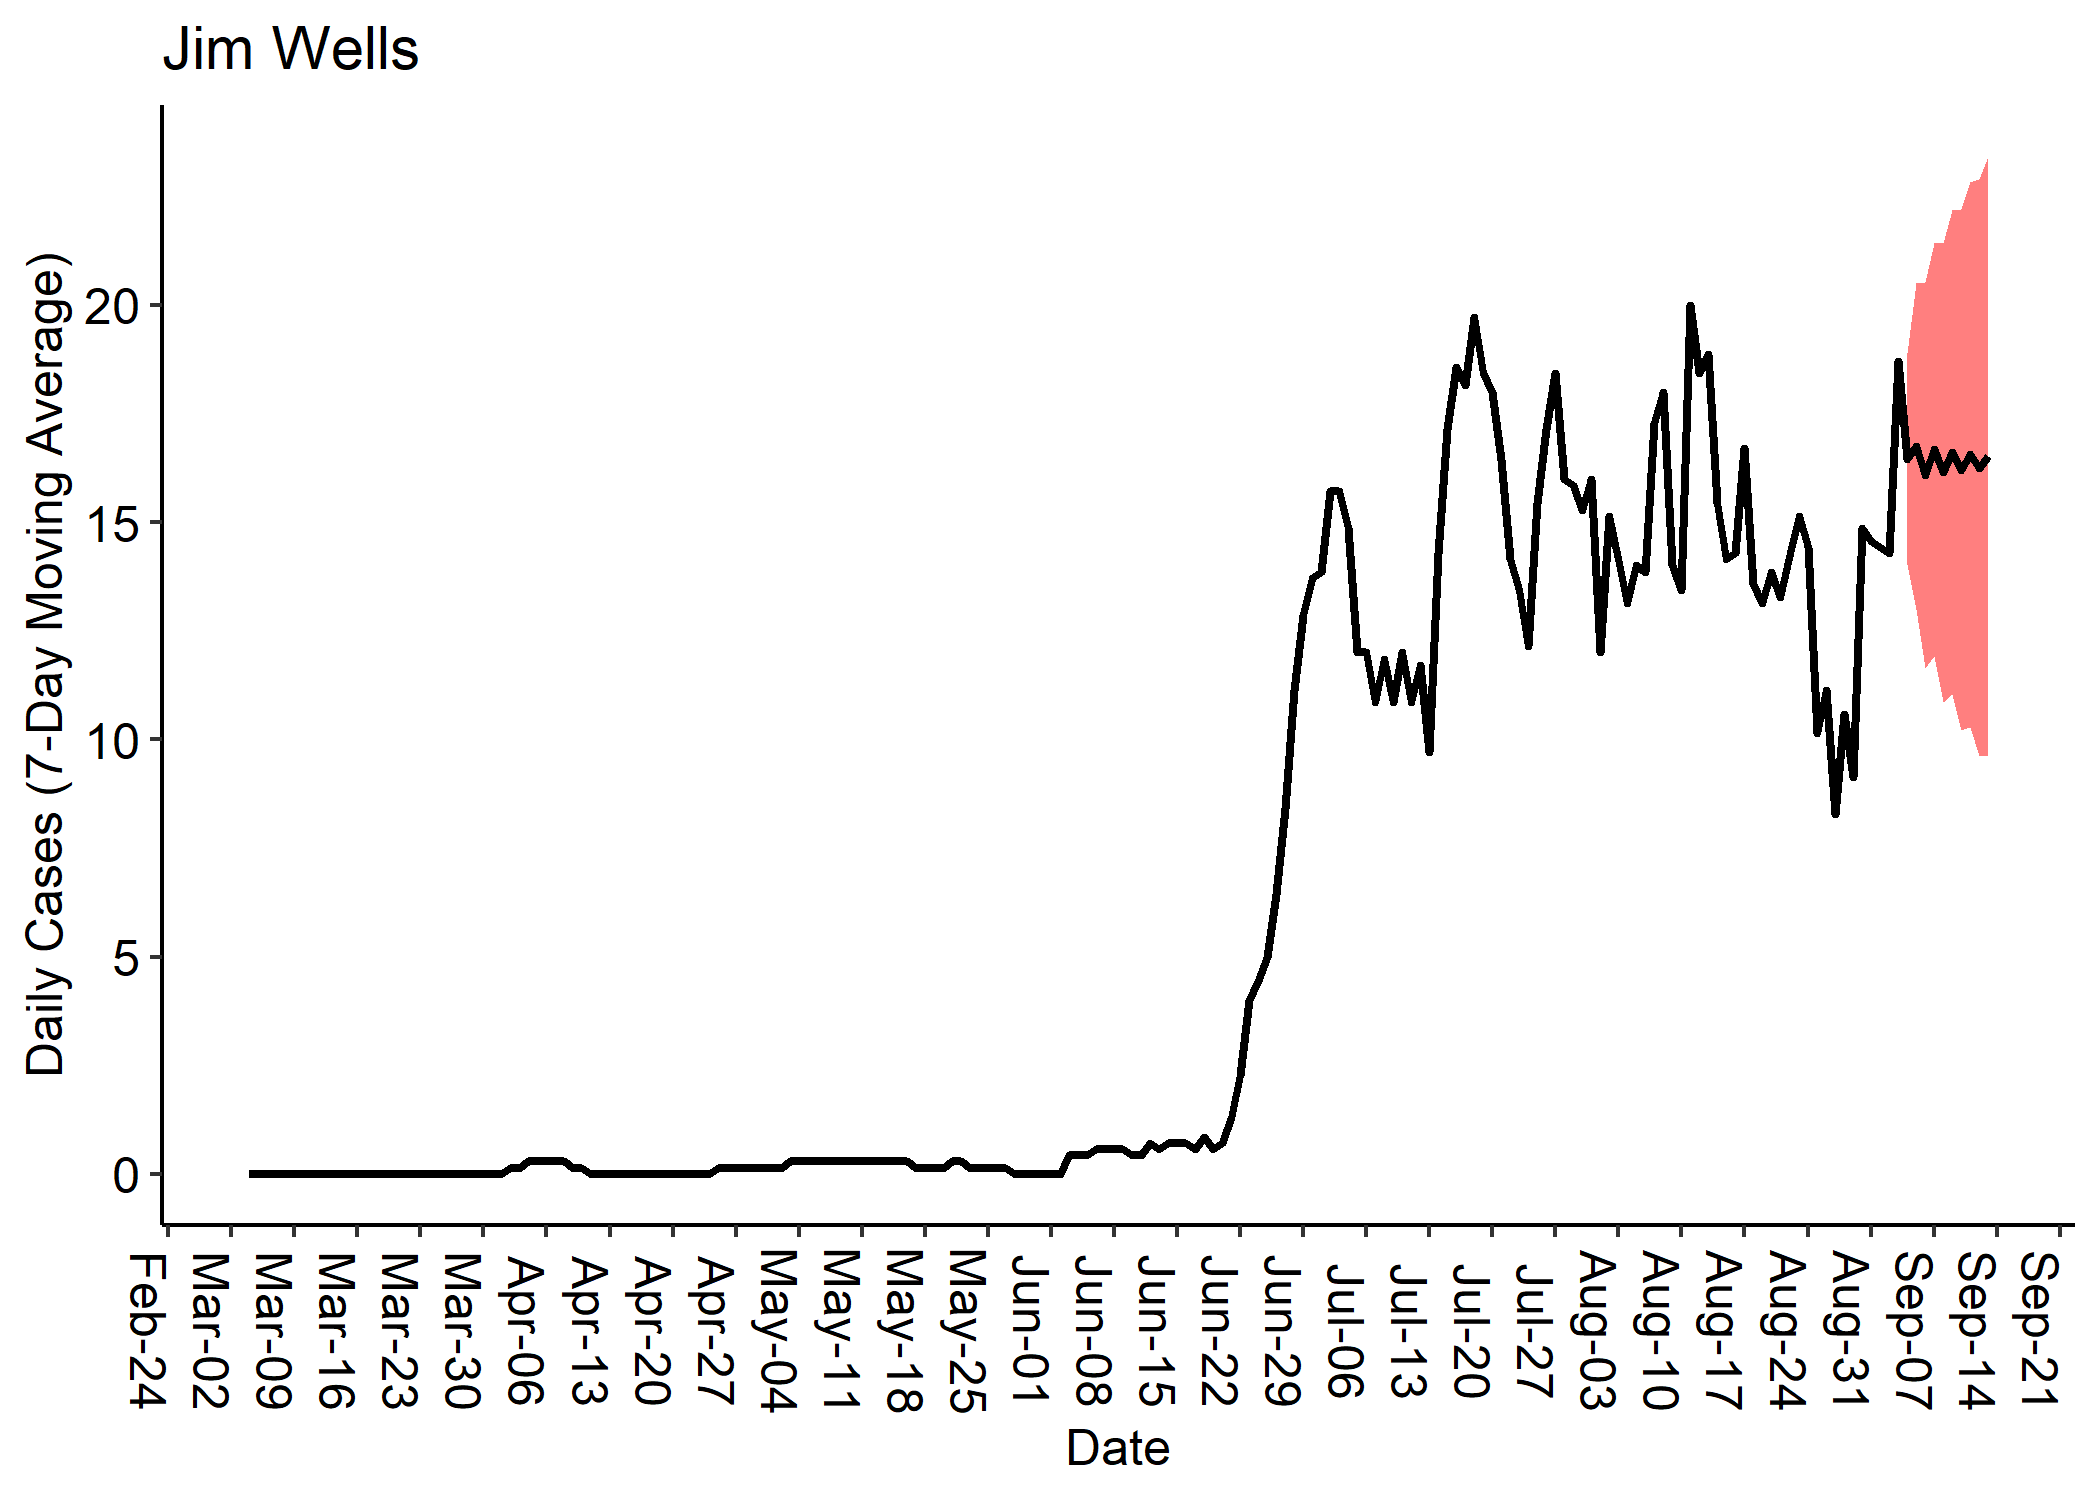 Jim Wells
Daily Cases (7-Day Moving Average)
20
15
10
5
0
Feb-24
Mar-02
Mar-09
Mar-16
Mar-23
Mar-30
Apr-06
Apr-13
Apr-20
Apr-27
May-04
May-11
May-18
May-25
Jun-01
Jun-08
Jun-15
Jun-22
Jun-29
Jul-06
Jul-13
Jul-20
Jul-27
Aug-03
Aug-10
Aug-17
Aug-24
Aug-31
Sep-07
Sep-14
Sep-21
Date